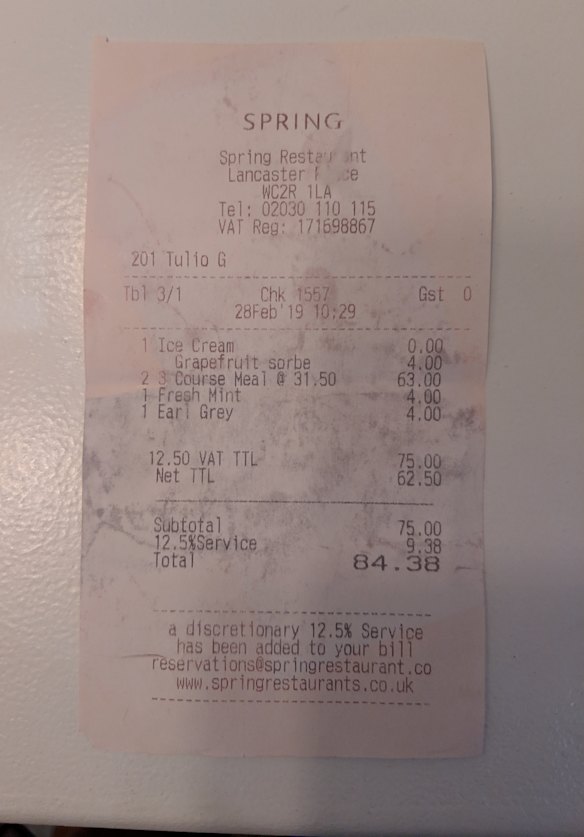 SPRING
Spring
Lancaster
WC2R 1LA
Tel: 02030 110 115
VAT Reg: 171698867
201 Tulio G
Tbl 3/1 Chk 1557 Gst 0
28Feb'19 10:29
1 Ice Cream 0.00
Grapefruit sorbe 4.00
2 3 Course Meal @ 31.50 63.00
1 Fresh Mint 4.00
1 Earl Grey 4.00
12.50 VAT TTL 75.00
Net TTL 62.50
Subtotal 75.00
12.5%Service 9.38
Total 84.38
a discretionary 12.5% Service
has been added to your bill
reservations@springrestaurant.co
www.springrestaurants.co.uk